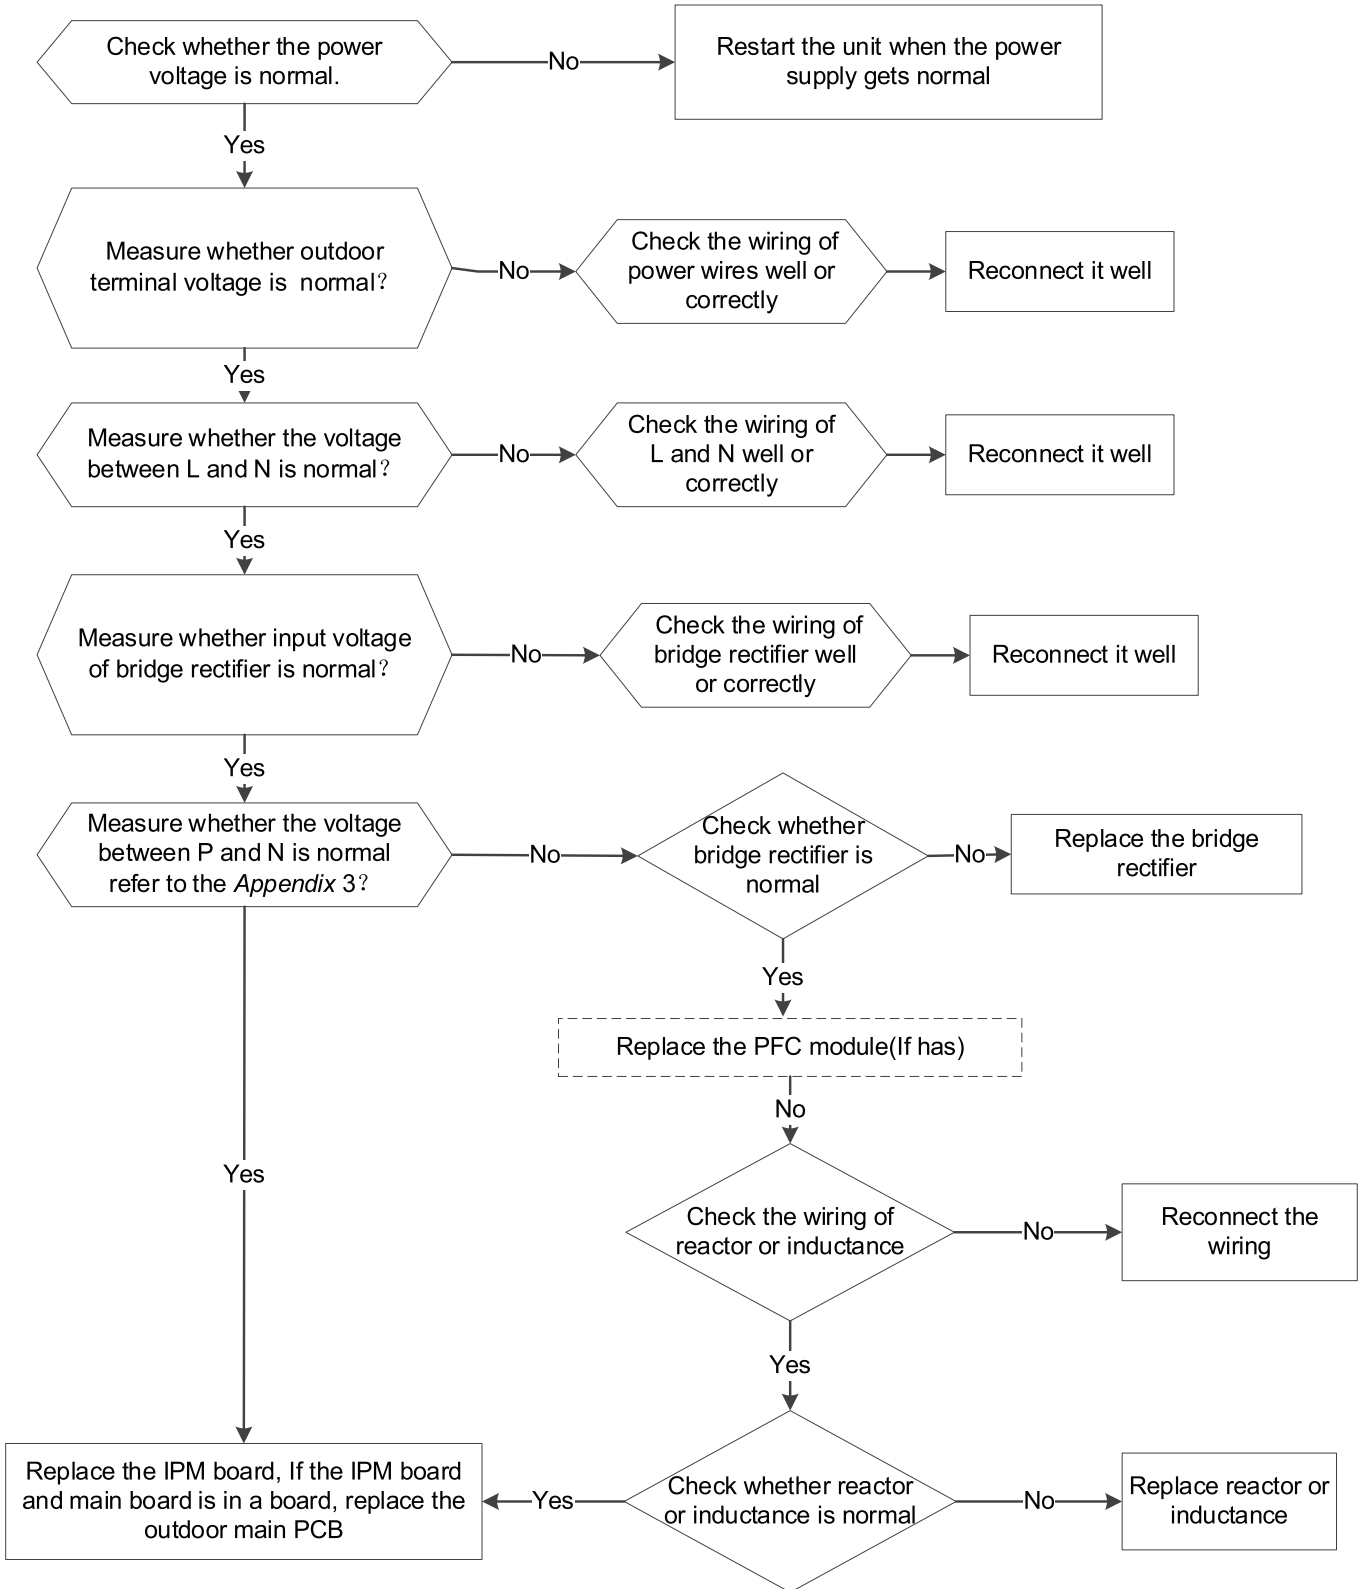 Check whether the power
voltage is normal.
No
Restart the unit when the power
supply gets normal
Yes
Measure whether outdoor
terminal voltage is  normal？
No
Check the wiring of
power wires well or
correctly
Reconnect it well
Yes
Measure whether the voltage
between L and N is normal？
No
Check the wiring of
L and N well or
correctly
Reconnect it well
Yes
Measure whether input voltage
of bridge rectifier is normal？
No
Check the wiring of
bridge rectifier well
or correctly
Reconnect it well
Yes
Measure whether the voltage
between P and N is normal
refer to the Appendix 3？
No
Check whether
bridge rectifier is
normal
No
Replace the bridge
rectifier
Yes
Replace the PFC module(If has)
No
Yes
Check the wiring of
reactor or inductance
No
Reconnect the
wiring
Yes
Replace the IPM board, If the IPM board
and main board is in a board, replace the
outdoor main PCB
Yes
Check whether reactor
or inductance is normal
No
Replace reactor or
inductance